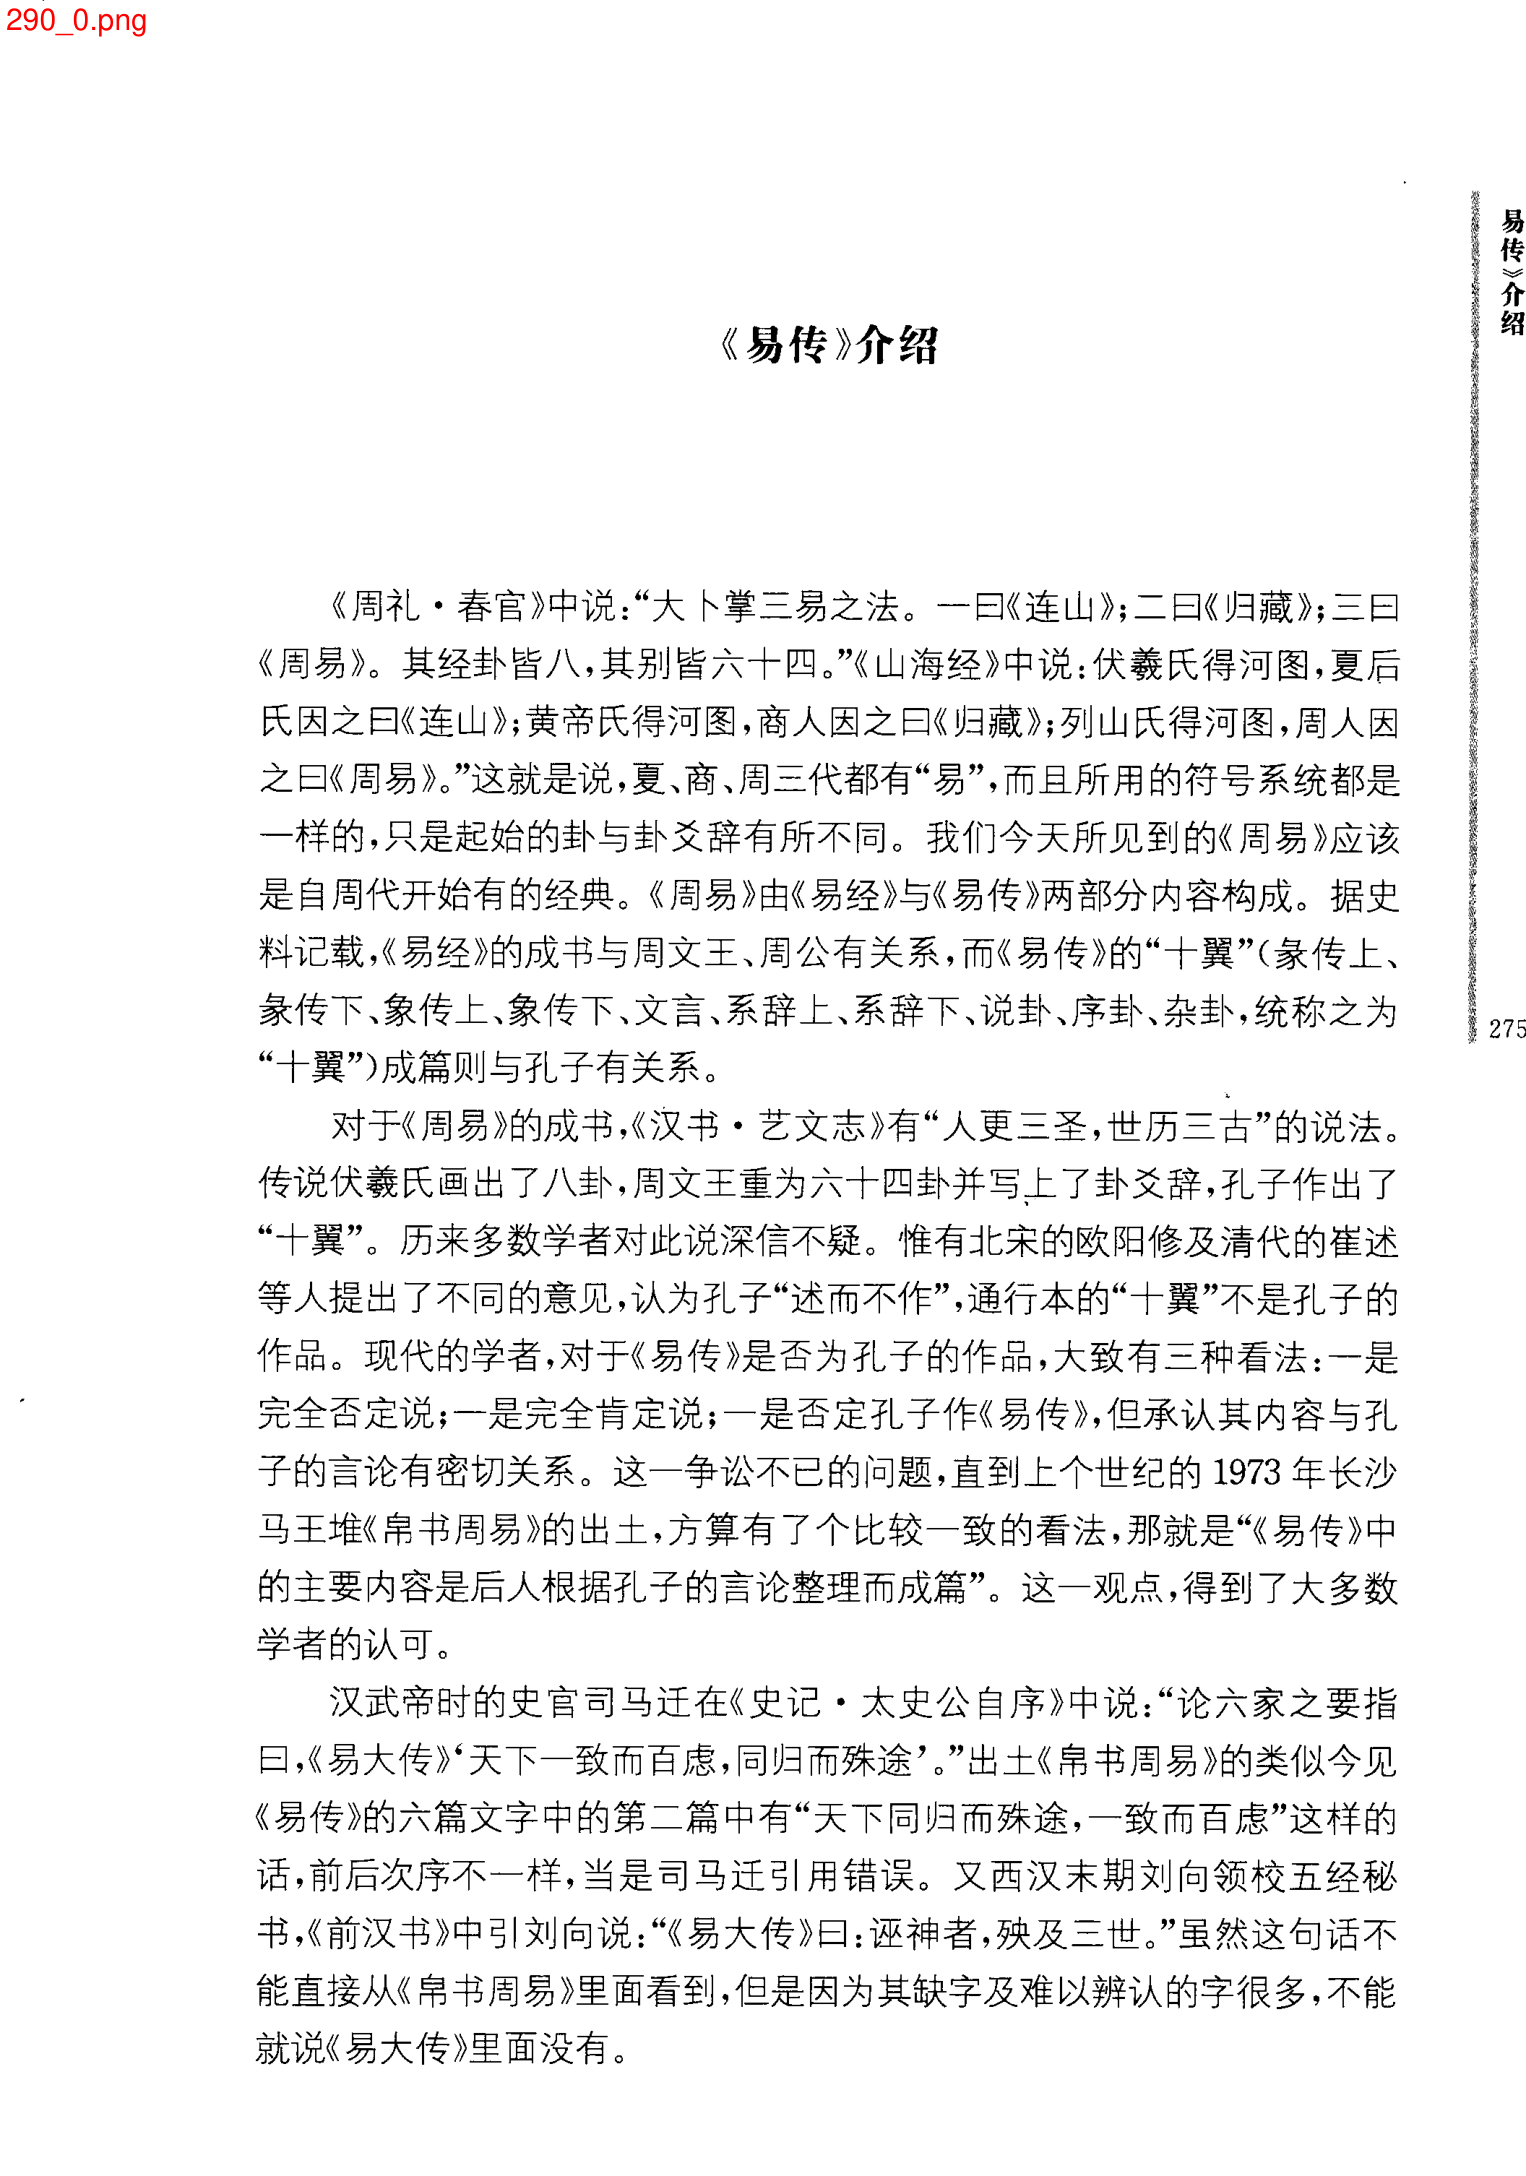 290_0.png
易传》介绍
《易传》介绍
《周礼·春官》中说：“大卜掌三易之法。一曰《连山》；二曰《归藏》；三曰
《周易》。其经卦皆八，其别皆六十四。”《山海经》中说：伏羲氏得河图，夏后
氏因之曰《连山》；黄帝氏得河图，商人因之曰《归藏》；列山氏得河图，周人因
之曰《周易》。”这就是说，夏、商、周三代都有“易”，而且所用的符号系统都是
一样的，只是起始的卦与卦爻辞有所不同。我们今天所见到的《周易》应该
是自周代开始有的经典。《周易》由《易经》与《易传》两部分内容构成。据史
料记载，《易经》的成书与周文王、周公有关系，而《易传》的“十翼”（彖传上、
彖传下、象传上、象传下、文言、系辞上、系辞下、说卦、序卦、杂卦，统称之为
“十翼”）成篇则与孔子有关系。
对于《周易》的成书，《汉书·艺文志》有“人更三圣，世历三古”的说法。
传说伏羲氏画出了八卦，周文王重为六十四卦并写上了卦爻辞，孔子作出了
“十翼”。历来多数学者对此说深信不疑。惟有北宋的欧阳修及清代的崔述
等人提出了不同的意见，认为孔子“述而不作”，通行本的“十翼”不是孔子的
作品。现代的学者，对于《易传》是否为孔子的作品，大致有三种看法：一是
完全否定说；一是完全肯定说；一是否定孔子作《易传》，但承认其内容与孔
子的言论有密切关系。这一争讼不已的问题，直到上个世纪的1973年长沙
马王堆《帛书周易》的出土，方算有了个比较一致的看法，那就是“《易传》中
的主要内容是后人根据孔子的言论整理而成篇”。这一观点，得到了大多数
学者的认可。
汉武帝时的史官司马迁在《史记·太史公自序》中说：“论六家之要指
曰，《易大传》‘天下一致而百虑，同归而殊途’。”出土《帛书周易》的类似今见
《易传》的六篇文字中的第二篇中有“天下同归而殊途，一致而百虑”这样的
话，前后次序不一样，当是司马迁引用错误。又西汉末期刘向领校五经秘
书，《前汉书》中引刘向说：“《易大传》曰：诬神者，殃及三世。”虽然这句话不
能直接从《帛书周易》里面看到，但是因为其缺字及难以辨认的字很多，不能
就说《易大传》里面没有。
275